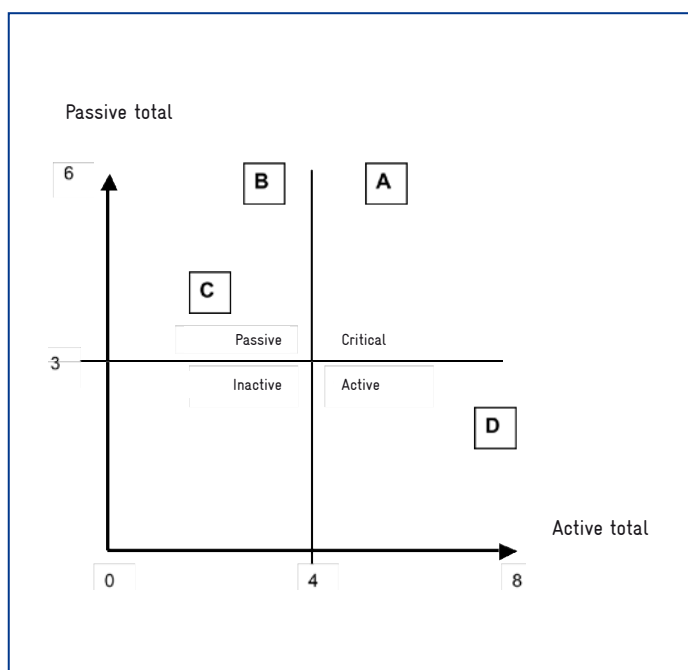 Passive total
6
B
A
C
Passive
Critical
3
Inactive
Active
D
Active total
0
4
8